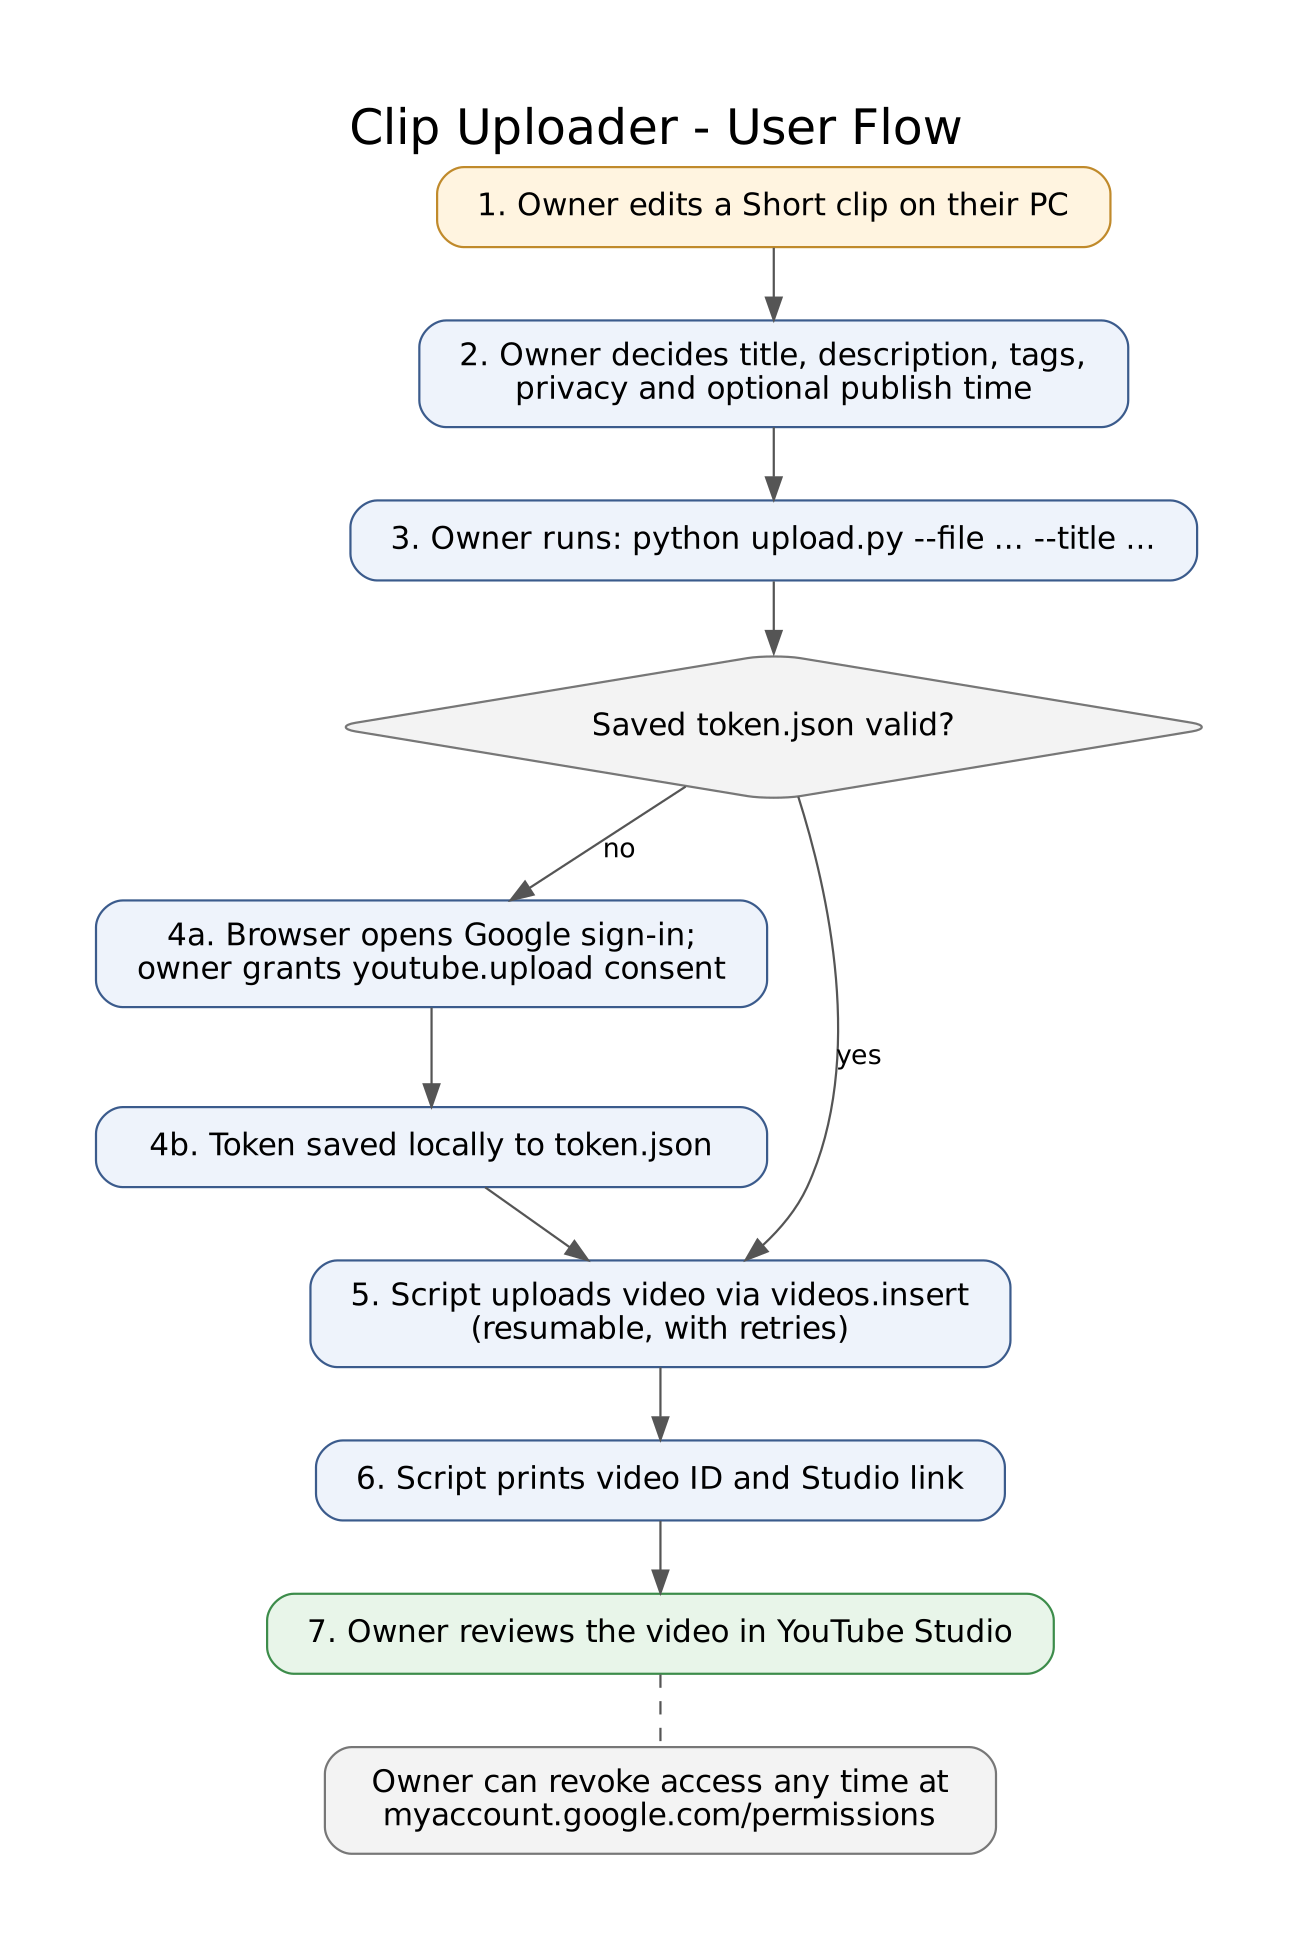 Clip Uploader - User Flow
1. Owner edits a Short clip on their PC
2. Owner decides title, description, tags,
privacy and optional publish time
3. Owner runs: python upload.py --file ... --title ...
Saved token.json valid?
no
4a. Browser opens Google sign-in;
owner grants youtube.upload consent
yes
4b. Token saved locally to token.json
5. Script uploads video via videos.insert
(resumable, with retries)
6. Script prints video ID and Studio link
7. Owner reviews the video in YouTube Studio
Owner can revoke access any time at
myaccount.google.com/permissions